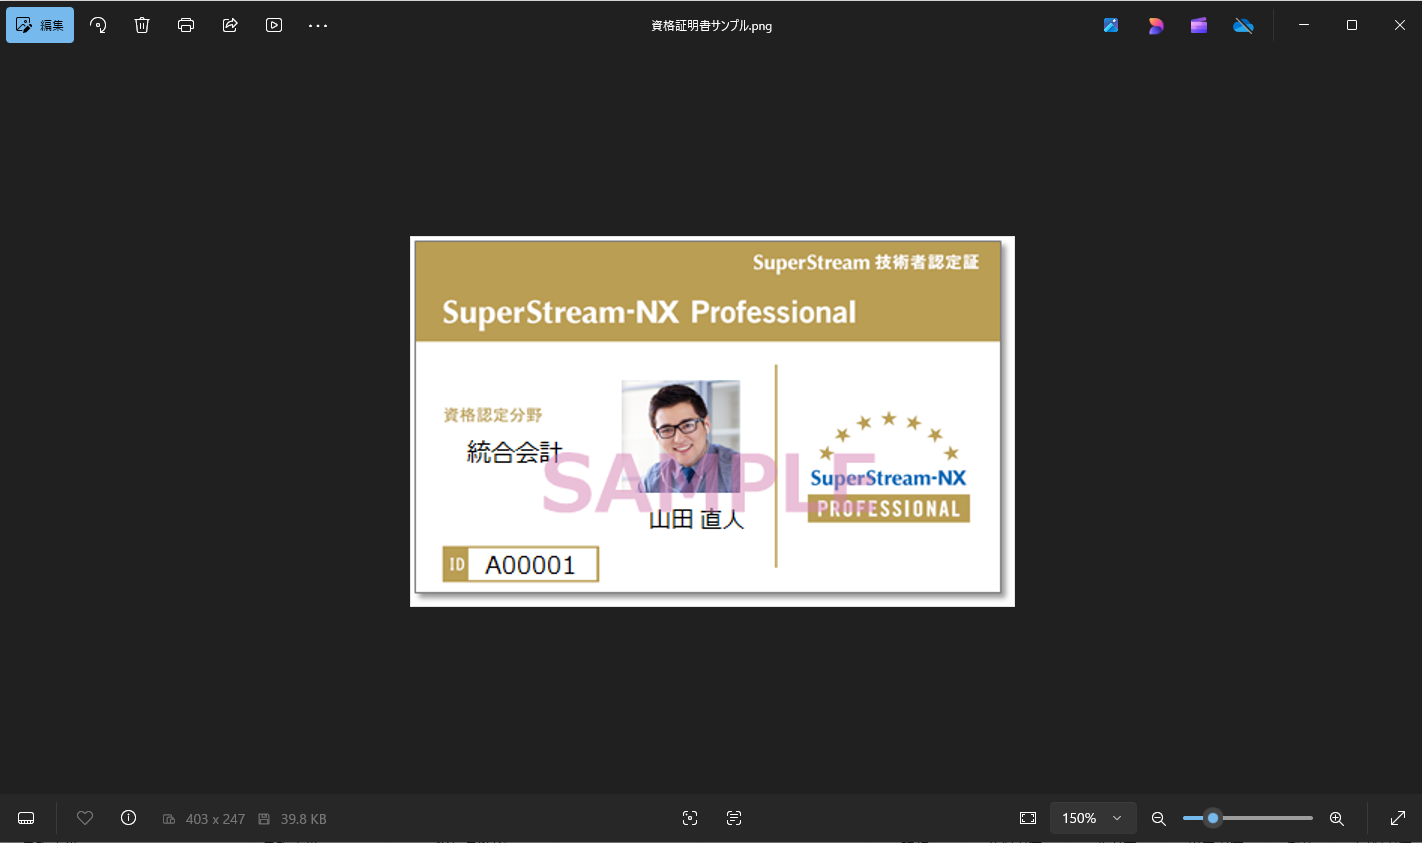 編集
資格証明書サンプル.png
SuperStream 技術者認定証
SuperStream-NX Professional
資格認定分野
統合会計
SAMPLE
山田 直人
ID A00001
SuperStream-NX
PROFESSIONAL
403 x 247
39.8 KB
150%